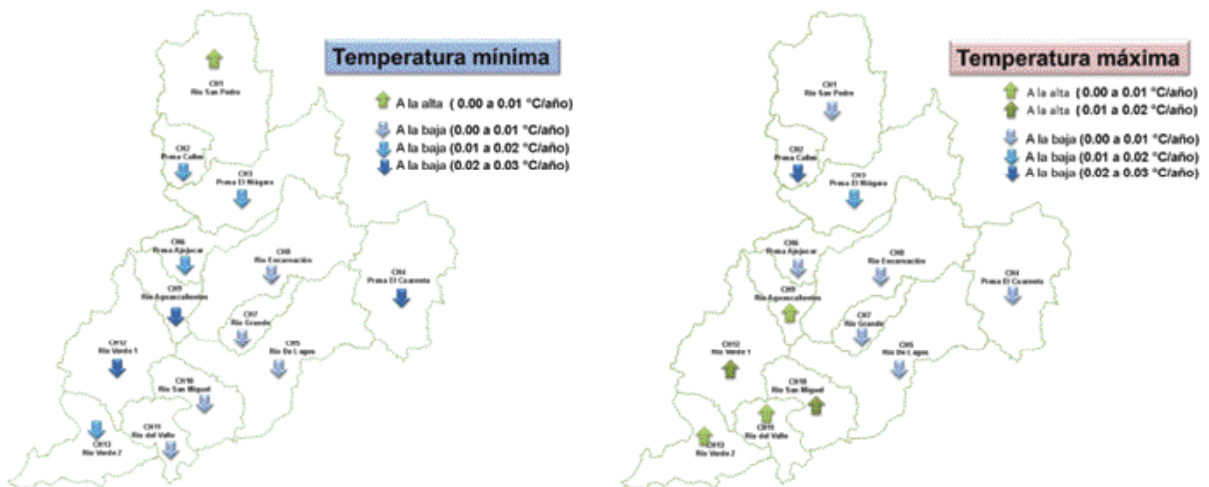 Temperatura mínima
A la alta ( 0.00 a 0.01 °C/año)
A la baja (0.00 a 0.01 °C/año)
A la baja (0.01 a 0.02 °C/año)
A la baja (0.02 a 0.03 °C/año)
CH1
Río San Pedro
CH2
Presa Calles
CH3
Presa El Niágara
CH6
Presa Ajojucar
CH8
Río Encarnación
CH4
Presa El Cuarenta
CH9
Río Aguascalientes
CH7
Río Grande
CH12
Río Verde 1
CH5
Río De Lagos
CH10
Río San Miguel
CH11
Río del Valle
CH13
Río Verde 2
Temperatura máxima
A la alta (0.00 a 0.01 °C/año)
A la alta (0.01 a 0.02 °C/año)
A la baja (0.00 a 0.01 °C/año)
A la baja (0.01 a 0.02 °C/año)
A la baja (0.02 a 0.03 °C/año)
CH1
Río San Pedro
CH2
Presa Calles
CH3
Presa El Niágara
CH6
Presa Ajojucar
CH8
Río Encarnación
CH4
Presa El Cuarenta
CH9
Río Aguascalientes
CH7
Río Grande
CH12
Río Verde 1
CH5
Río De Lagos
CH10
Río San Miguel
CH11
Río del Valle
CH13
Río Verde 2